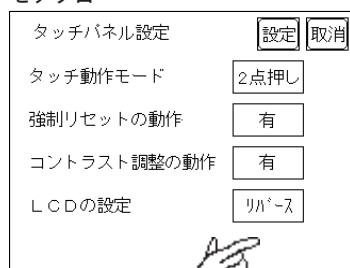 タッチパネル設定 設定 取消
タッチ動作モード 2点押し
強制リセットの動作 有
コントラスト調整の動作 有
ＬＣＤの設定 ﾘﾊﾞｰｽ